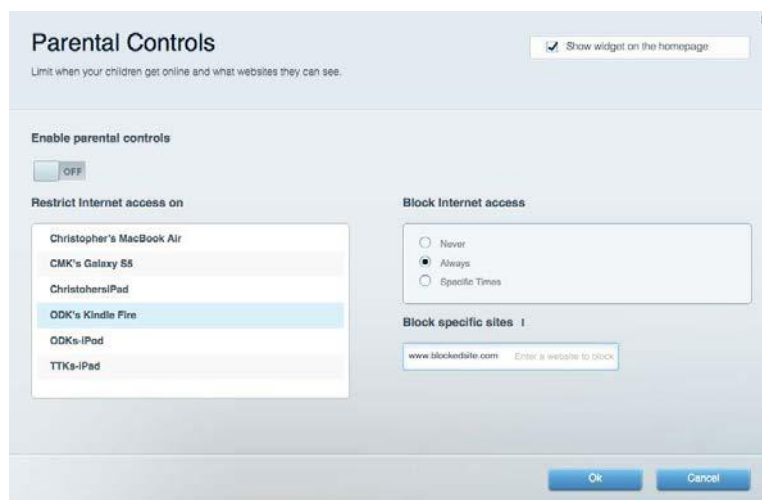 Parental Controls
Show widget on the homepage
Limit when your children get online and what websites they can see.
Enable parental controls
OFF
Restrict Internet access on
Christopher's MacBook Air
CMK's Galaxy S5
ChristohersiPad
ODK's Kindle Fire
ODKs-iPod
TTKs-iPad
Block Internet access
Never
Always
Specific Times
Block specific sites
www.blockedsite.com Enter a website to block
Ok Cancel